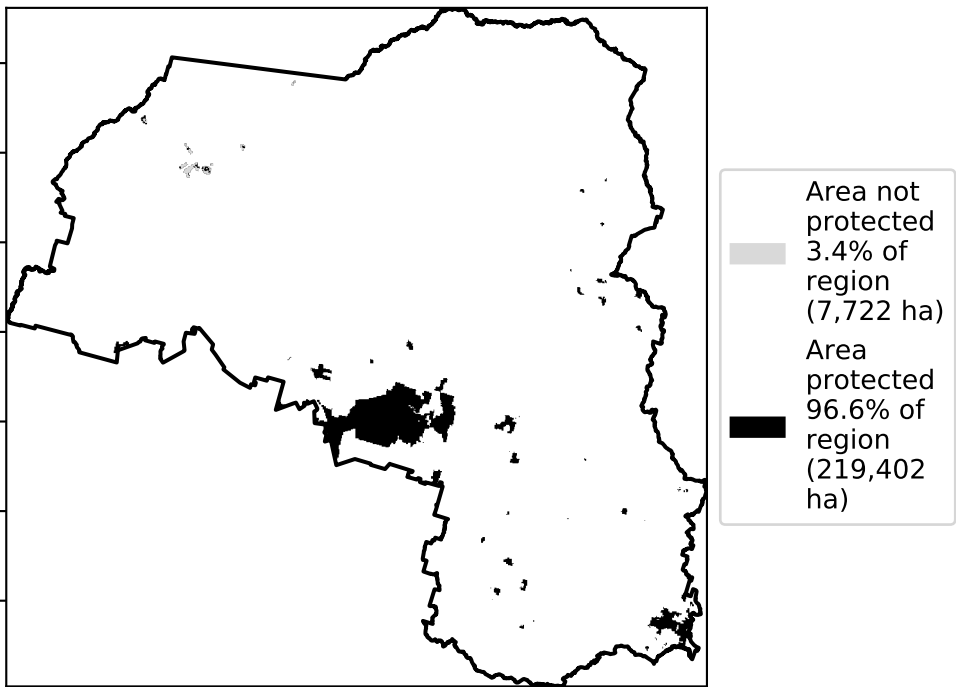 Area not
protected
3.4% of
region
(7,722 ha)
Area
protected
96.6% of
region
(219,402
ha)